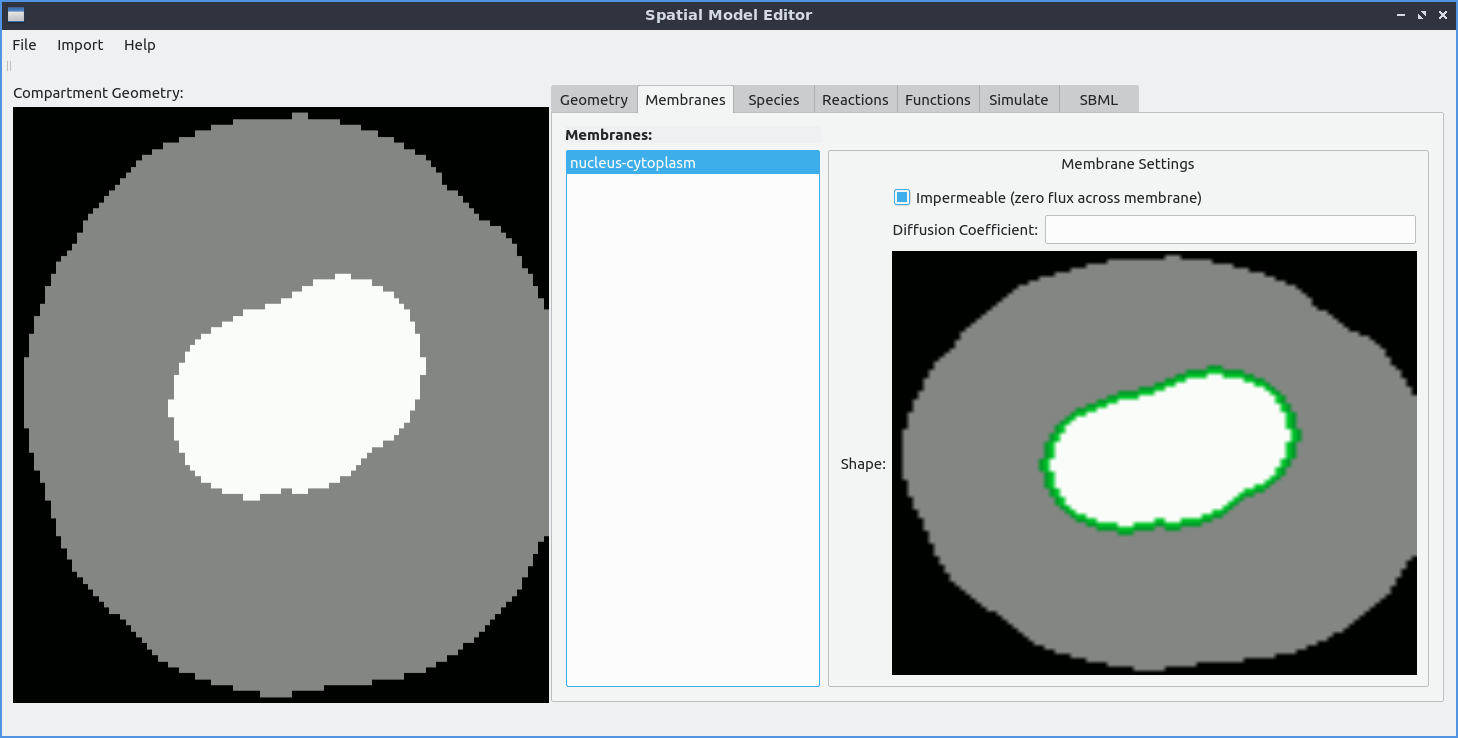 Spatial Model Editor
File Import Help
Compartment Geometry:
Geometry Membranes Species Reactions Functions Simulate SBML
Membranes:
nucleus-cytoplasm
Membrane Settings
Impermeable (zero flux across membrane)
Diffusion Coefficient:
Shape: